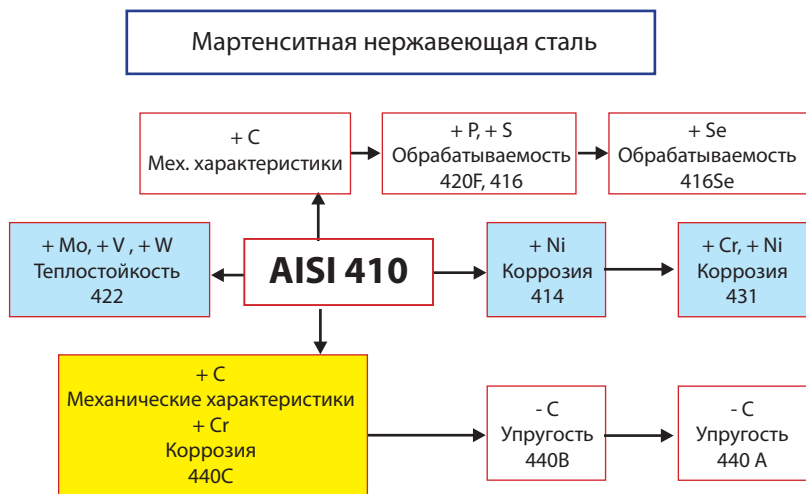 Мартенситная нержавеющая сталь
+ C
Мех. характеристики
+ P, + S
Обрабатываемость
420F, 416
+ Se
Обрабатываемость
416Se
+ Mo, + V , + W
Теплостойкость
422
AISI 410
+ Ni
Коррозия
414
+ Cr, + Ni
Коррозия
431
+ C
Механические характеристики
+ Cr
Коррозия
440C
- C
Упругость
440B
- C
Упругость
440 A